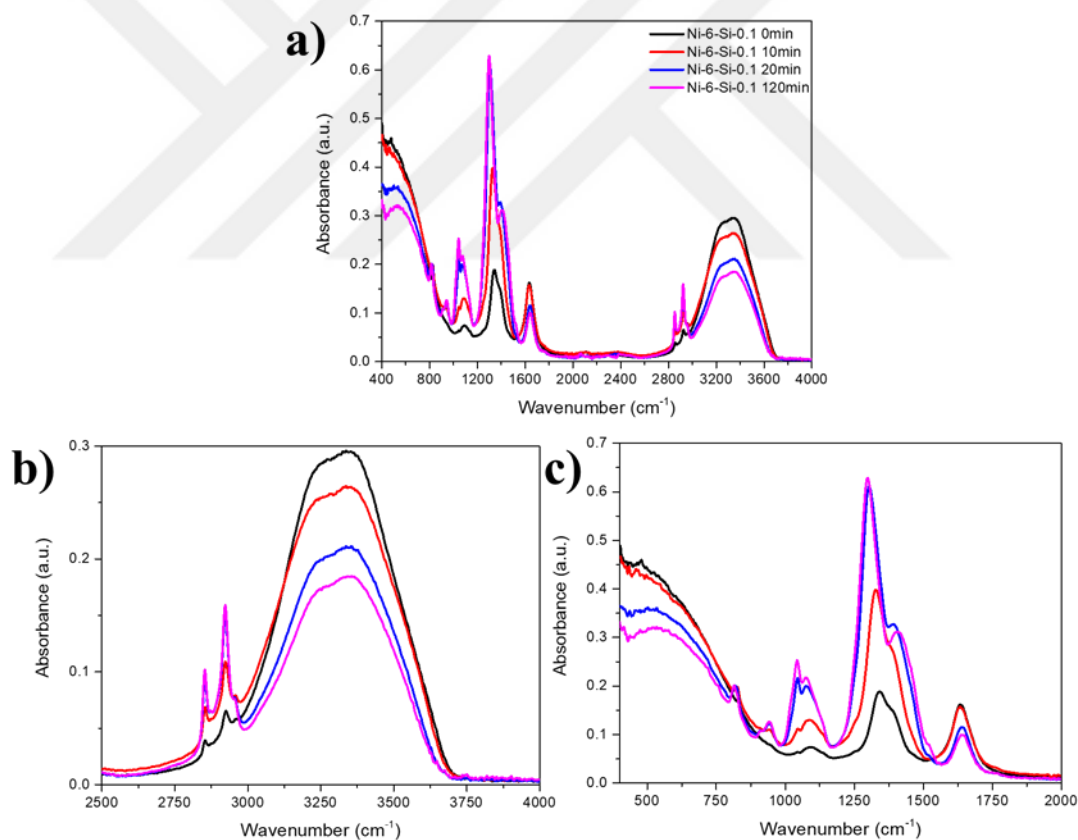 a)
Ni-6-Si-0.1 0min
Ni-6-Si-0.1 10min
Ni-6-Si-0.1 20min
Ni-6-Si-0.1 120min
0.7
0.6
0.5
0.4
0.3
0.2
0.1
0.0
Absorbance (a.u.)
400 800 1200 1600 2000 2400 2800 3200 3600 4000
Wavenumber (cm⁻¹)
b)
0.3
0.2
0.1
0.0
Absorbance (a.u.)
2500 2750 3000 3250 3500 3750 4000
Wavenumber (cm⁻¹)
c)
0.7
0.6
0.5
0.4
0.3
0.2
0.1
0.0
Absorbance (a.u.)
500 750 1000 1250 1500 1750 2000
Wavenumber (cm⁻¹)